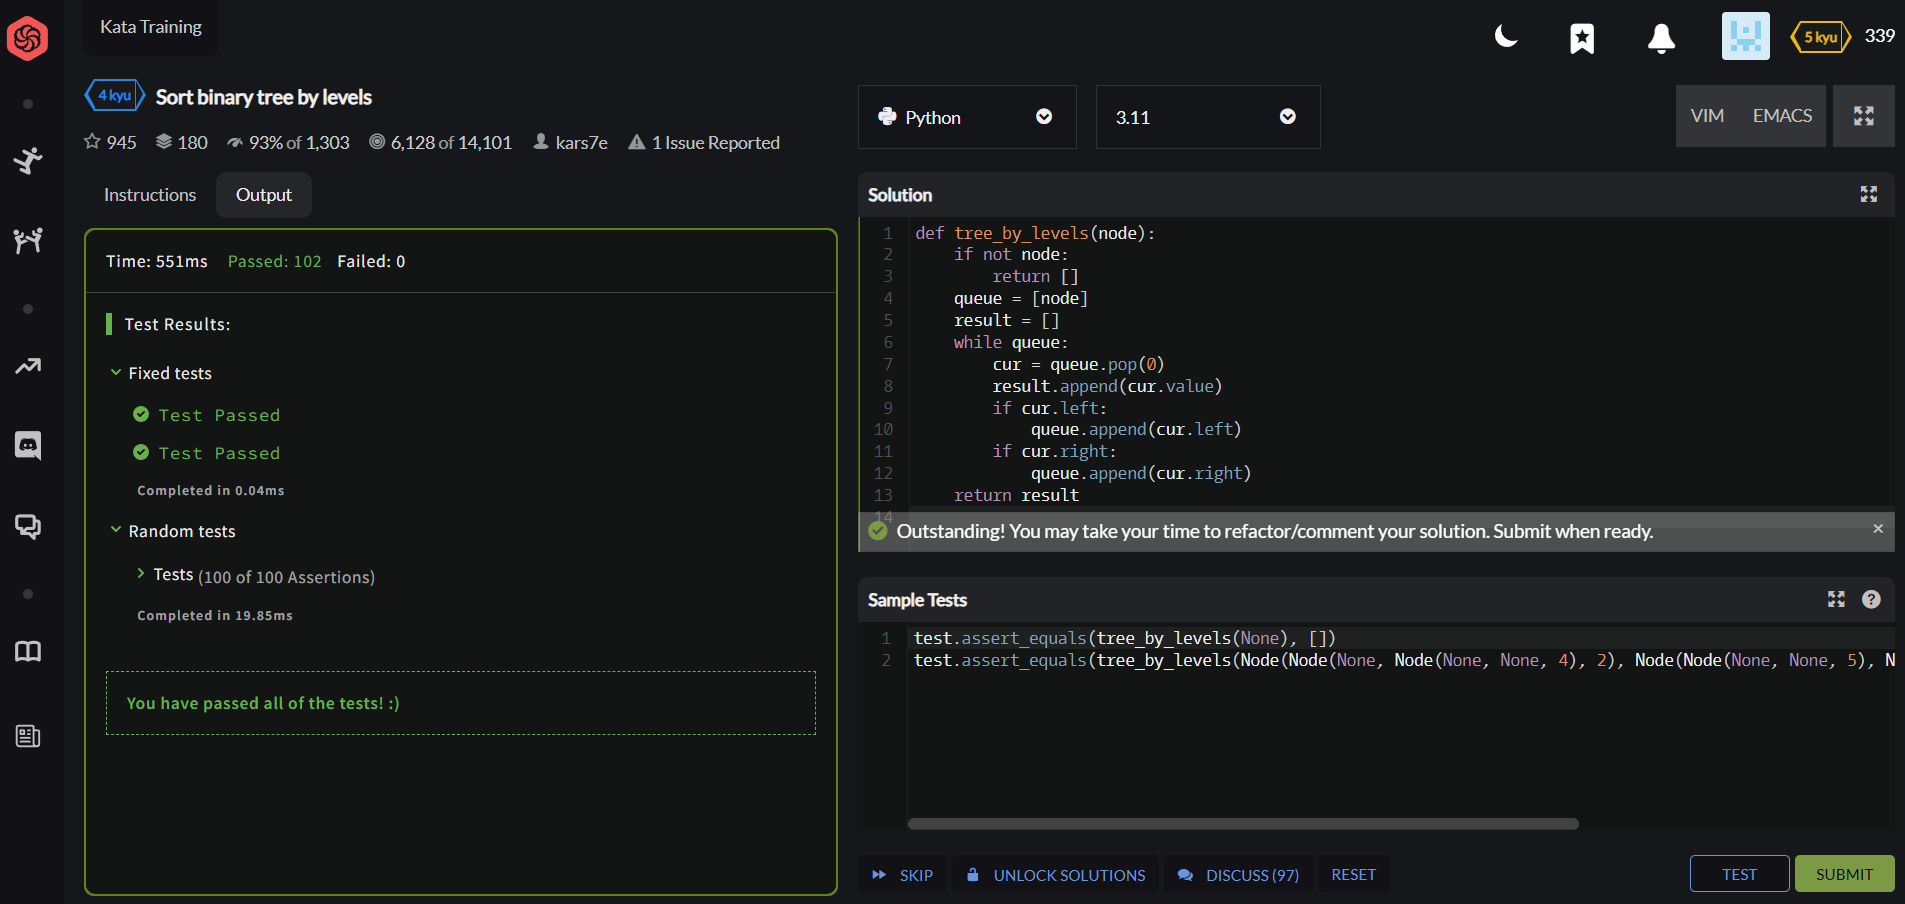 Kata Training
5 kyu 339
4 kyu Sort binary tree by levels
945 180 93% of 1,303 6,128 of 14,101 kars7e 1 Issue Reported
Instructions Output
Time: 551ms Passed: 102 Failed: 0
Test Results:
Fixed tests
Test Passed
Test Passed
Completed in 0.04ms
Random tests
Tests (100 of 100 Assertions)
Completed in 19.85ms
You have passed all of the tests! :)
Python 3.11 VIM EMACS
Solution
1 def tree_by_levels(node):
2     if not node:
3         return []
4     queue = [node]
5     result = []
6     while queue:
7         cur = queue.pop(0)
8         result.append(cur.value)
9         if cur.left:
10             queue.append(cur.left)
11         if cur.right:
12             queue.append(cur.right)
13     return result
14
Outstanding! You may take your time to refactor/comment your solution. Submit when ready. ×
Sample Tests ?
1 test.assert_equals(tree_by_levels(None), [])
2 test.assert_equals(tree_by_levels(Node(Node(None, Node(None, None, 4), 2), Node(Node(None, None, 5), N
SKIP UNLOCK SOLUTIONS DISCUSS (97) RESET TEST SUBMIT